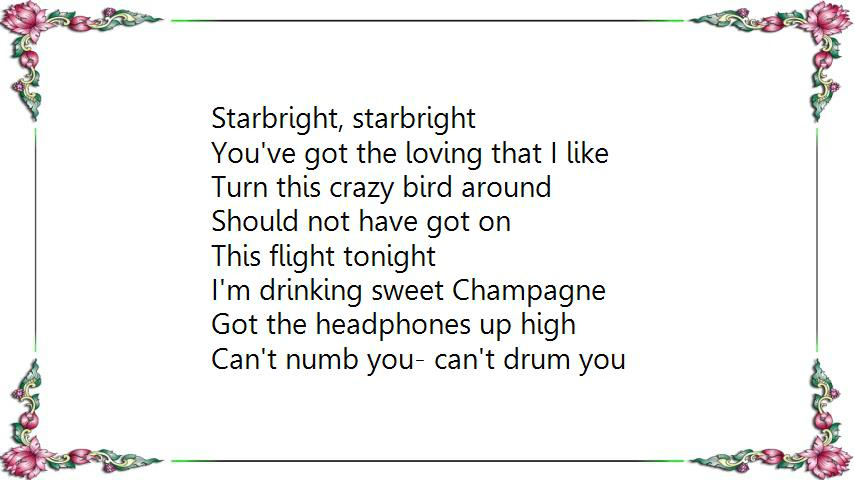 Starbright, starbright
You've got the loving that I like
Turn this crazy bird around
Should not have got on
This flight tonight
I'm drinking sweet Champagne
Got the headphones up high
Can't numb you- can't drum you